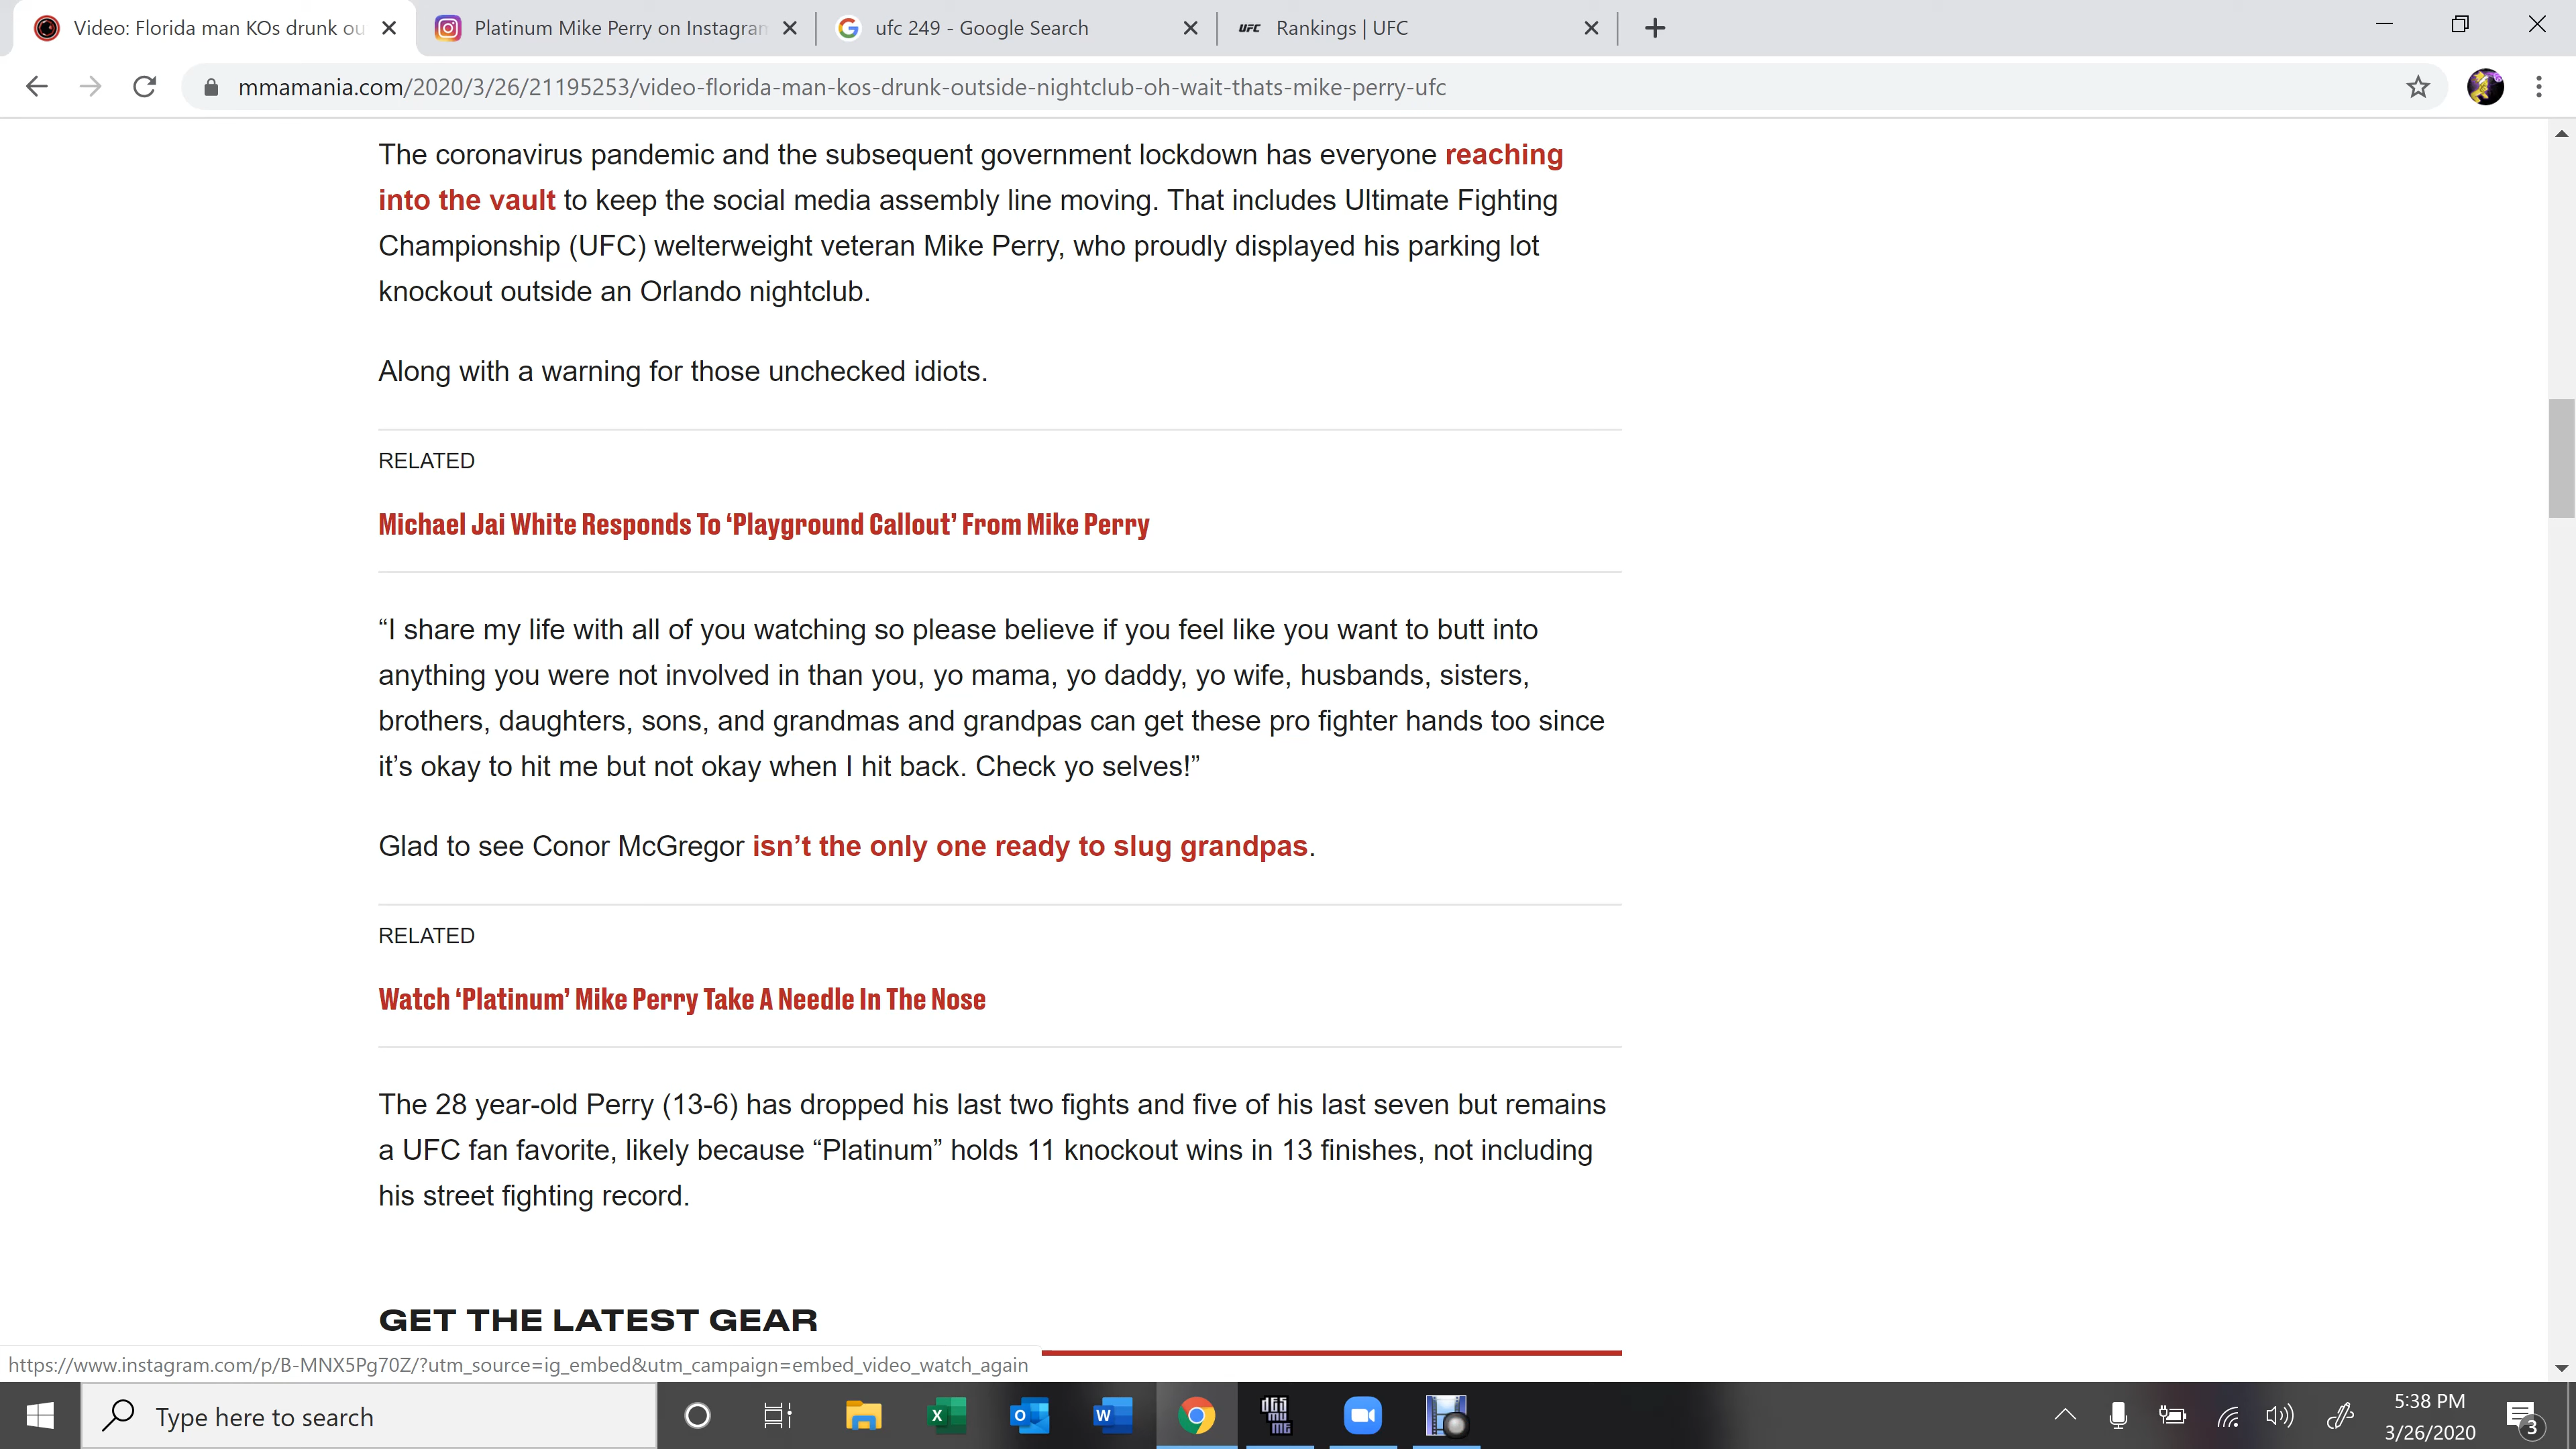 Video: Florida man KOs drunk ou
Platinum Mike Perry on Instagram
ufc 249 - Google Search
UFC Rankings | UFC
mmamania.com/2020/3/26/21195253/video-florida-man-kos-drunk-outside-nightclub-oh-wait-thats-mike-perry-ufc
The coronavirus pandemic and the subsequent government lockdown has everyone reaching
into the vault to keep the social media assembly line moving. That includes Ultimate Fighting
Championship (UFC) welterweight veteran Mike Perry, who proudly displayed his parking lot
knockout outside an Orlando nightclub.
Along with a warning for those unchecked idiots.
RELATED
Michael Jai White Responds To ‘Playground Callout’ From Mike Perry
“I share my life with all of you watching so please believe if you feel like you want to butt into
anything you were not involved in than you, yo mama, yo daddy, yo wife, husbands, sisters,
brothers, daughters, sons, and grandmas and grandpas can get these pro fighter hands too since
it’s okay to hit me but not okay when I hit back. Check yo selves!”
Glad to see Conor McGregor isn’t the only one ready to slug grandpas.
RELATED
Watch ‘Platinum’ Mike Perry Take A Needle In The Nose
The 28 year-old Perry (13-6) has dropped his last two fights and five of his last seven but remains
a UFC fan favorite, likely because “Platinum” holds 11 knockout wins in 13 finishes, not including
his street fighting record.
GET THE LATEST GEAR
https://www.instagram.com/p/B-MNX5Pg70Z/?utm_source=ig_embed&utm_campaign=embed_video_watch_again
Type here to search
X
O
W
DES
MU
ME
5:38 PM
3/26/2020
3